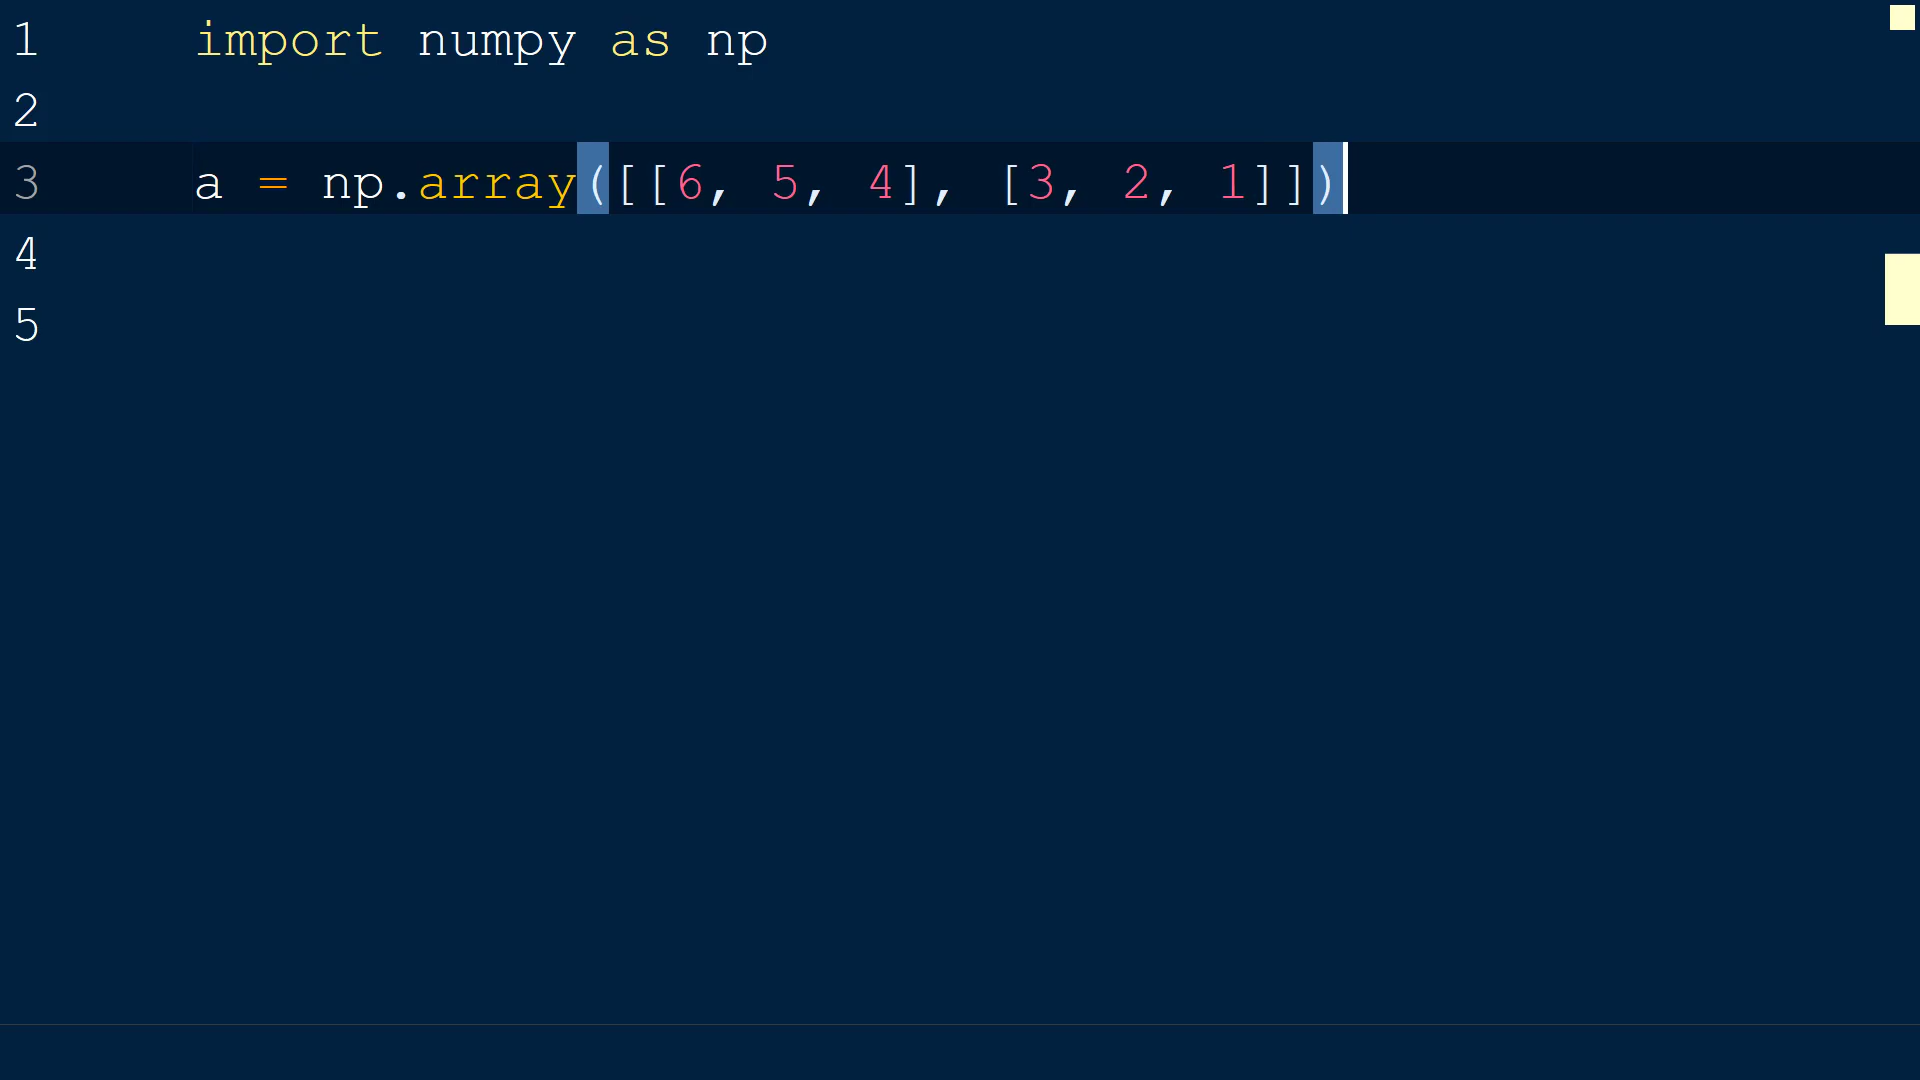 1 import numpy as np
2
3 a = np.array([[6, 5, 4], [3, 2, 1]])
4
5